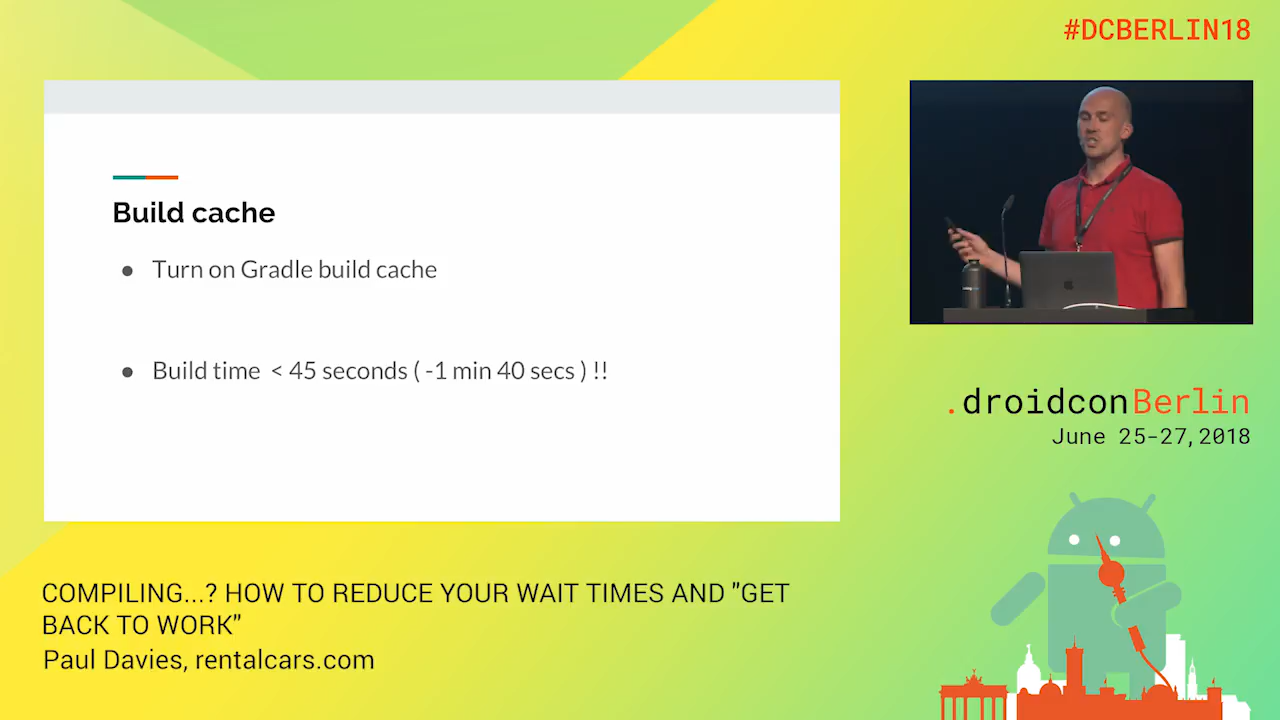 #DCBERLIN18
Build cache
● Turn on Gradle build cache
● Build time < 45 seconds ( -1 min 40 secs ) !!
.droidconBerlin
June 25-27,2018
COMPILING...? HOW TO REDUCE YOUR WAIT TIMES AND "GET
BACK TO WORK"
Paul Davies, rentalcars.com